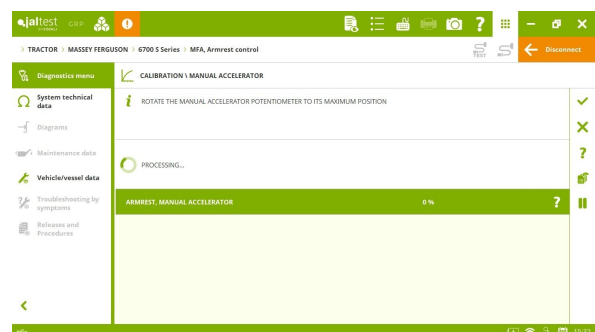 jaltest GRP
TRACTOR > MASSEY FERGUSON > 6700 S Series > MFA, Armrest control
TEST
Disconnect
Diagnostics menu
CALIBRATION \ MANUAL ACCELERATOR
System technical
data
Diagrams
Maintenance data
Vehicle/vessel data
Troubleshooting by
symptoms
Releases and
Procedures
ROTATE THE MANUAL ACCELERATOR POTENTIOMETER TO ITS MAXIMUM POSITION
PROCESSING...
ARMREST, MANUAL ACCELERATOR 0 % ?